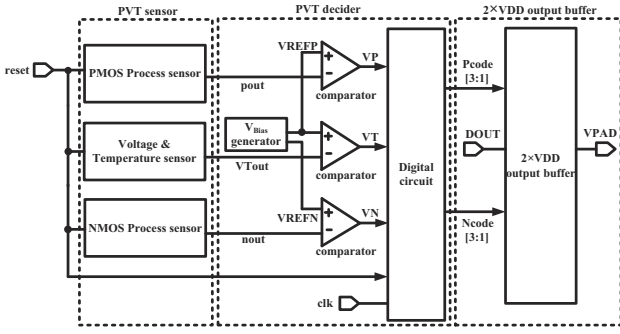 PVT sensor
PVT decider
2×VDD output buffer
reset
PMOS Process sensor
pout
VREFP
VP
comparator
Pcode
[3:1]
VBias
generator
Voltage &
Temperature sensor
VTout
VT
comparator
Digital
circuit
DOUT
2×VDD
output buffer
VPAD
NMOS Process sensor
nout
VREFN
VN
comparator
Ncode
[3:1]
clk